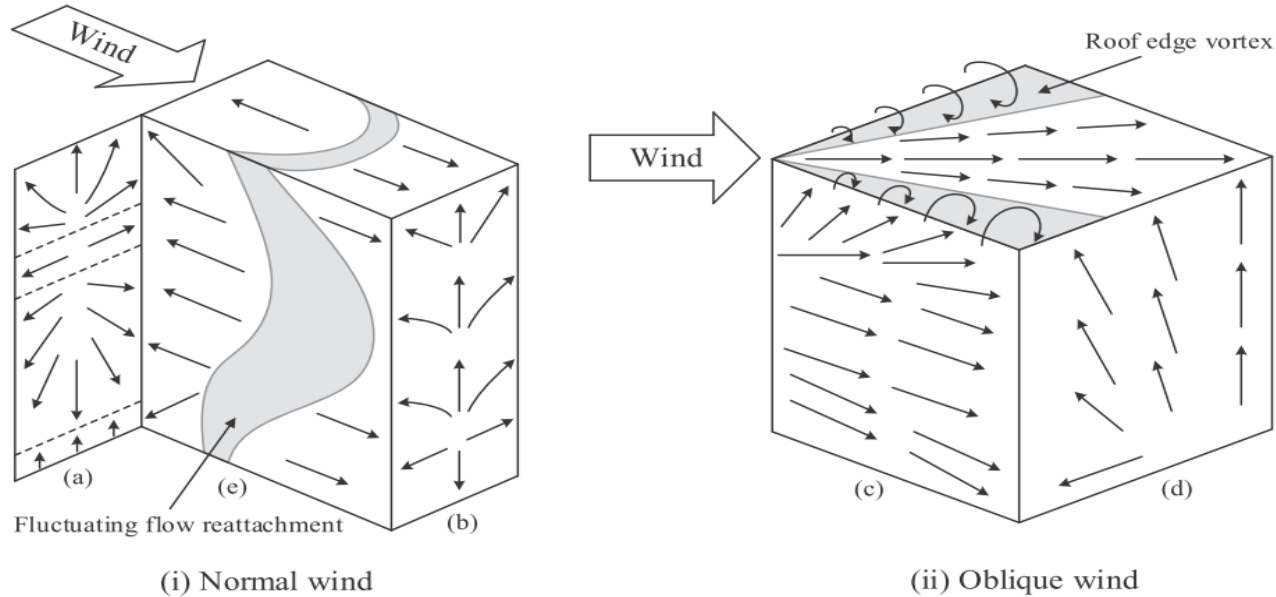 Wind
Roof edge vortex
Wind
(a)
(e)
(b)
(c)
(d)
Fluctuating flow reattachment
(i) Normal wind
(ii) Oblique wind